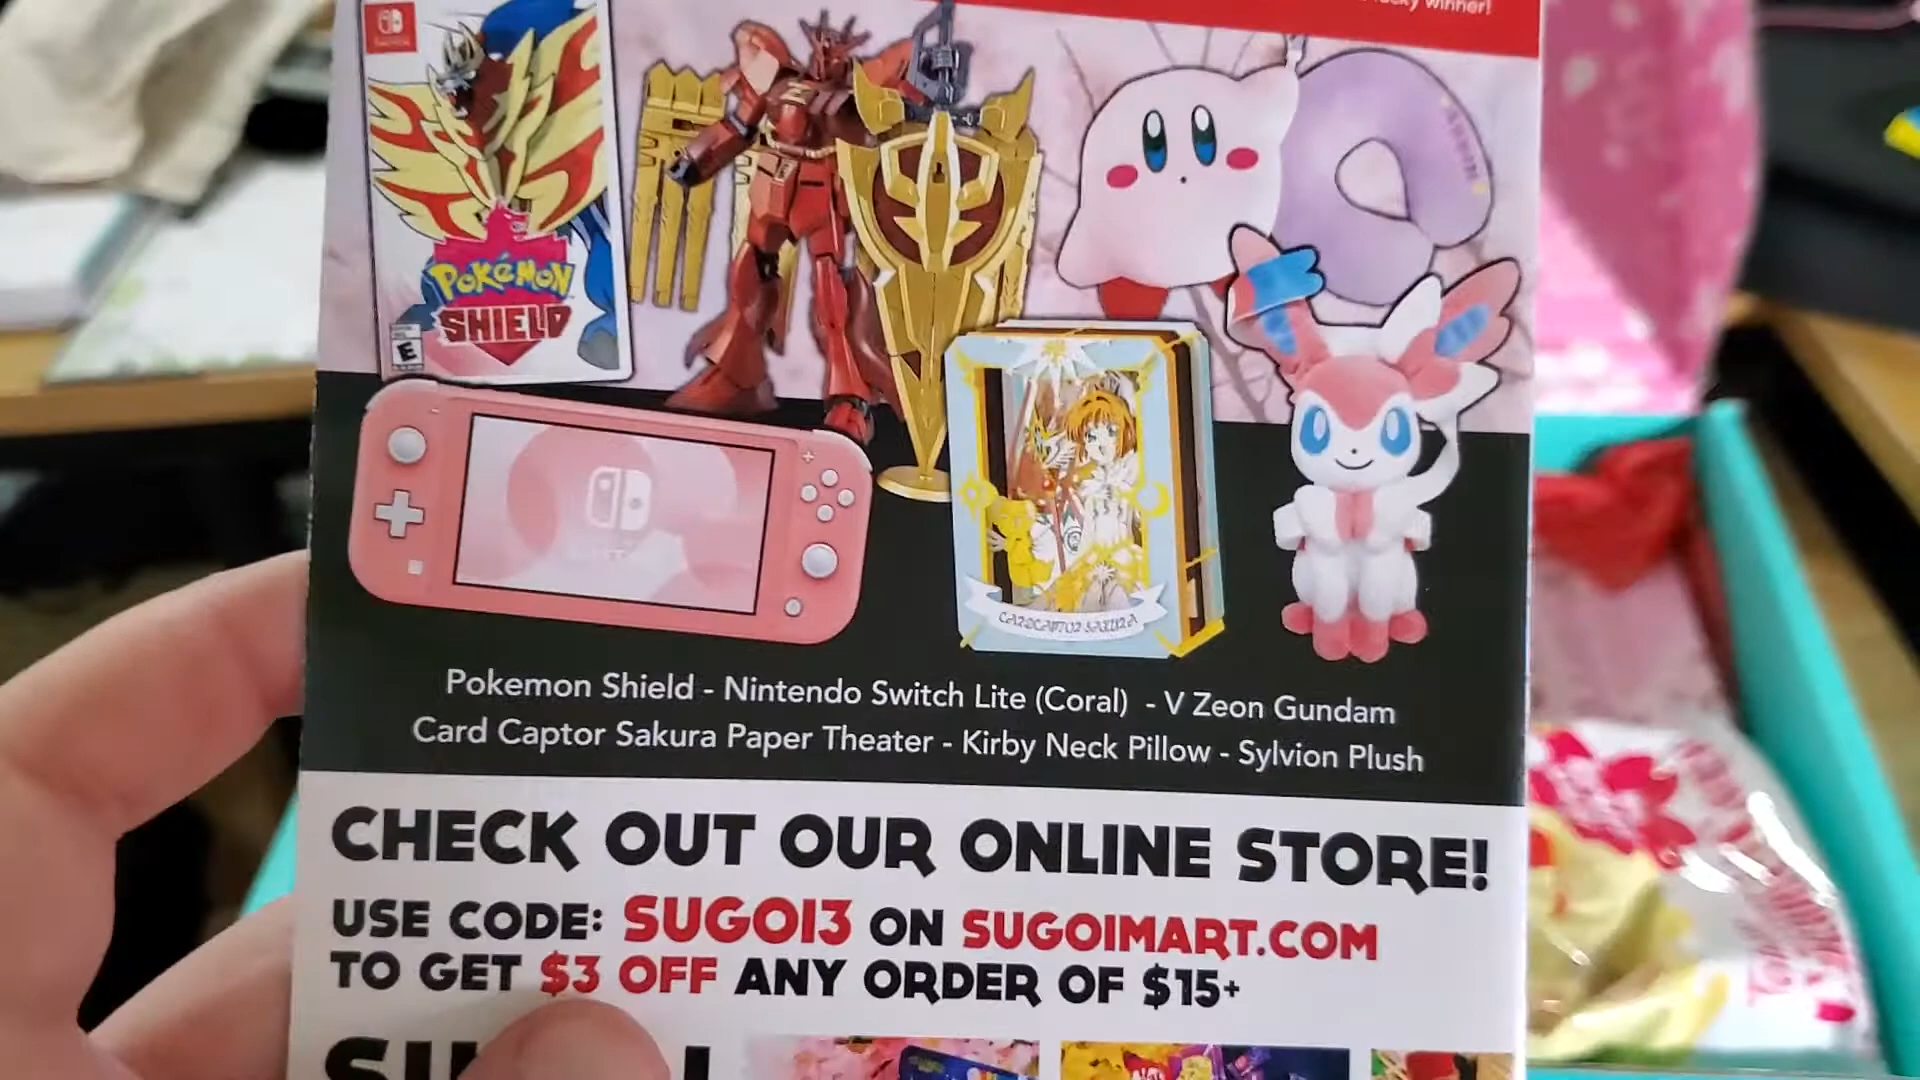 lucky winner!
POKéMON
SHIELD
E
CARDCAPTOR SAKURA
Pokemon Shield - Nintendo Switch Lite (Coral) - V Zeon Gundam
Card Captor Sakura Paper Theater - Kirby Neck Pillow - Sylvion Plush
CHECK OUT OUR ONLINE STORE!
USE CODE: SUGOI3 ON SUGOIMART.COM
TO GET $3 OFF ANY ORDER OF $15+